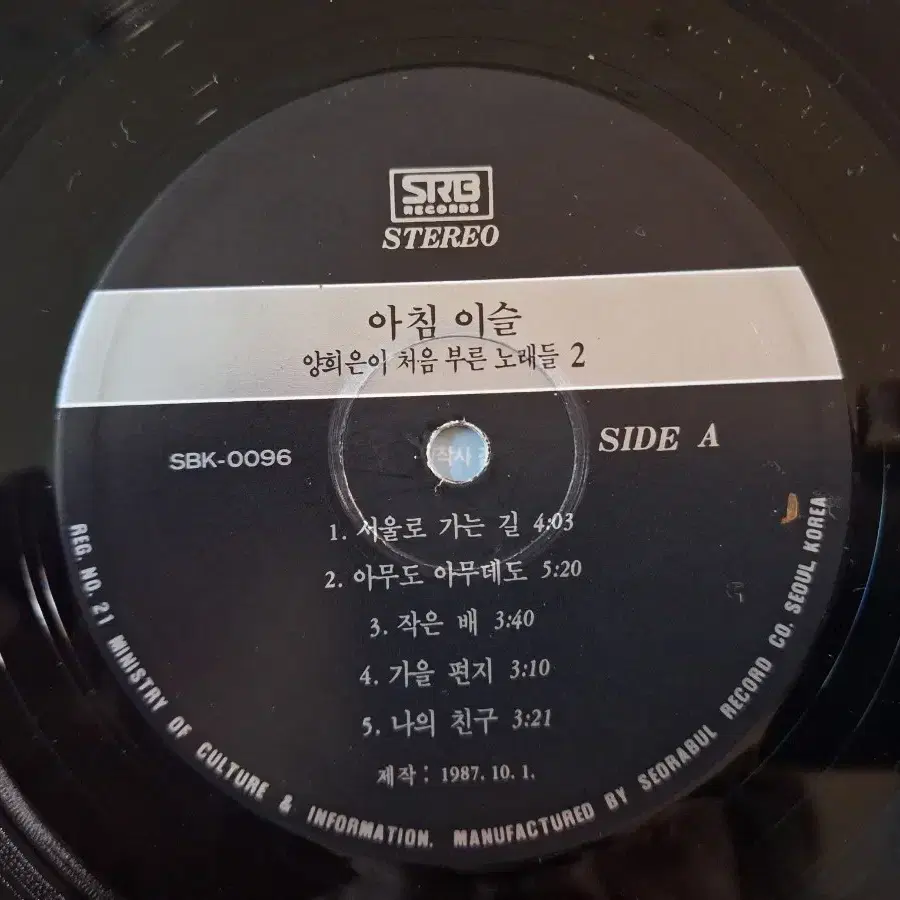 SRB
RECORDS
STEREO
아침 이슬
양희은이 처음 부른 노래들 2
SBK-0096
SIDE A
작사
1. 서울로 가는 길 4:03
2. 아무도 아무데도 5:20
3. 작은 배 3:40
4. 가을 편지 3:10
5. 나의 친구 3:21
제작: 1987. 10. 1.
REG. NO. 21 MINISTRY OF CULTURE & INFORMATION. MANUFACTURED BY SEORABUL RECORD CO. SEOUL KOREA